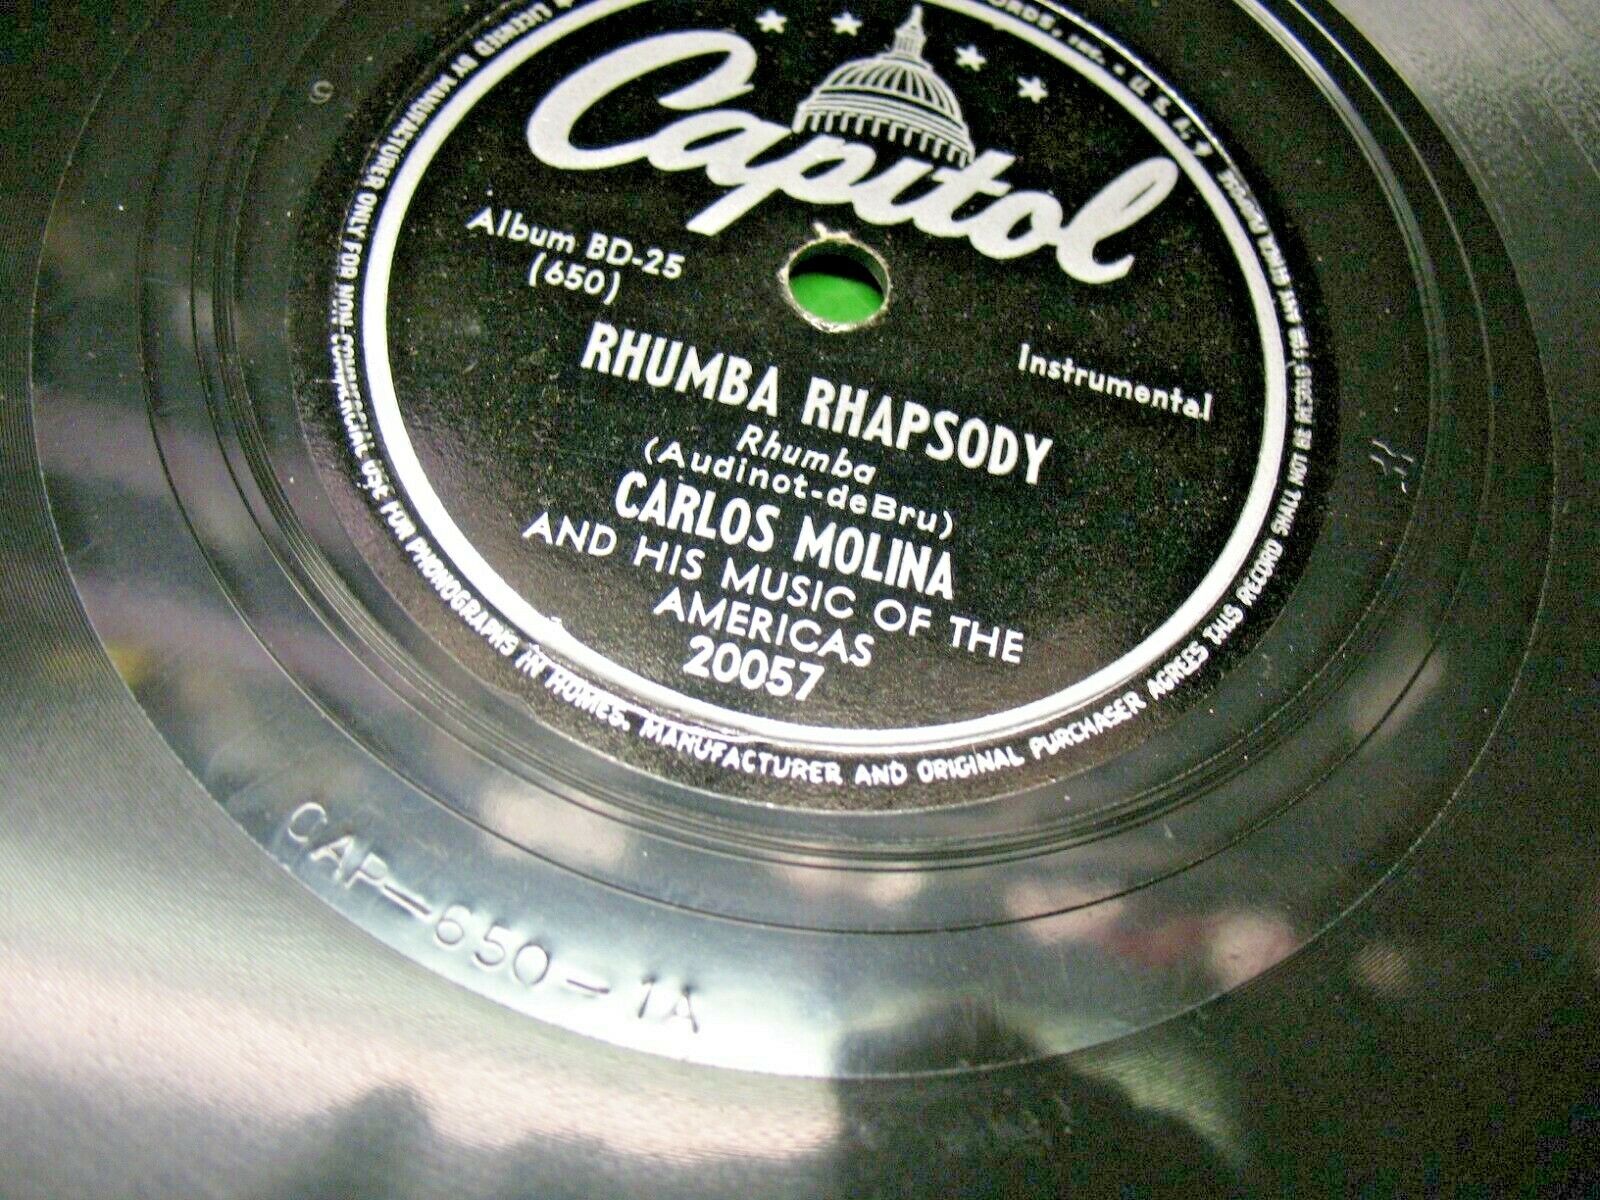 Capitol
Album BD-25
(650)
Instrumental
RHUMBA RHAPSODY
Rhumba
(Audinot-deBru)
CARLOS MOLINA
AND HIS MUSIC OF THE
AMERICAS
20057
LICENSED BY MANUFACTURER ONLY FOR NON-COMMERCIAL USE FOR PHONOGRAPHS IN HOMES. MANUFACTURER AND ORIGINAL PURCHASER AGREES THIS RECORD SHALL NOT BE
INC. • U. S. A.
CAP-650-1A